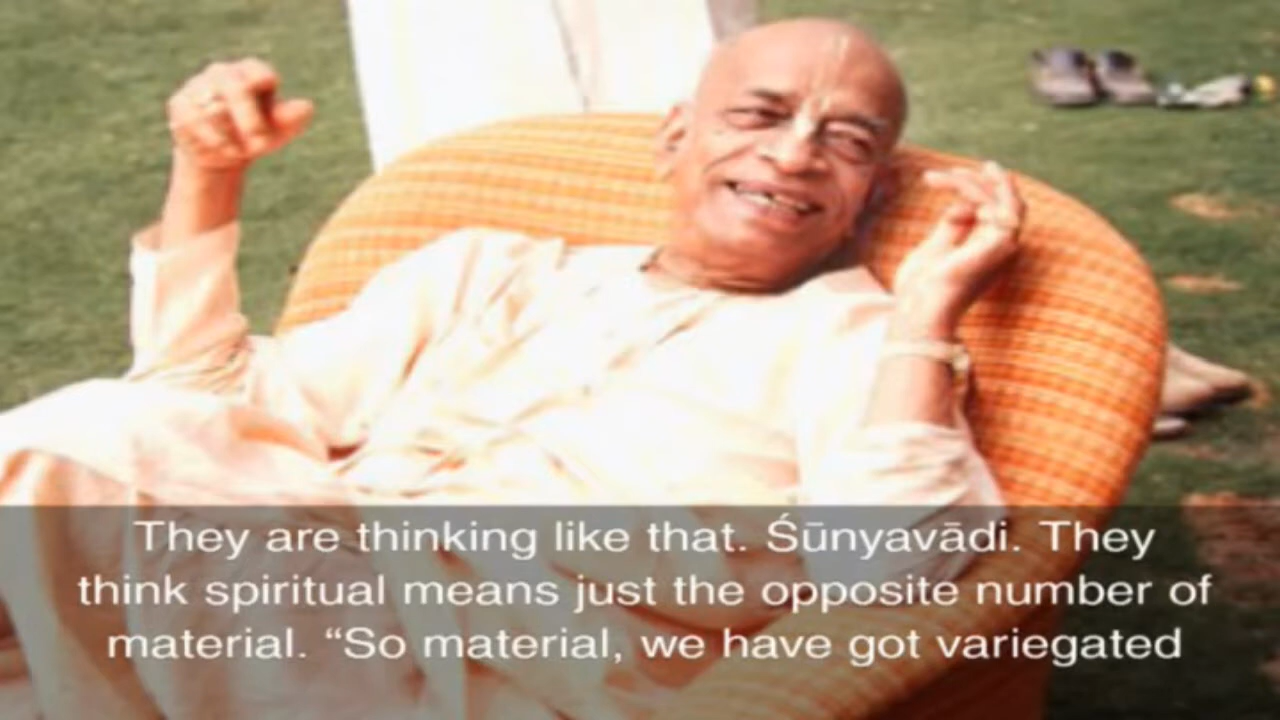 They are thinking like that. Śūnyavādi. They
think spiritual means just the opposite number of
material. “So material, we have got variegated